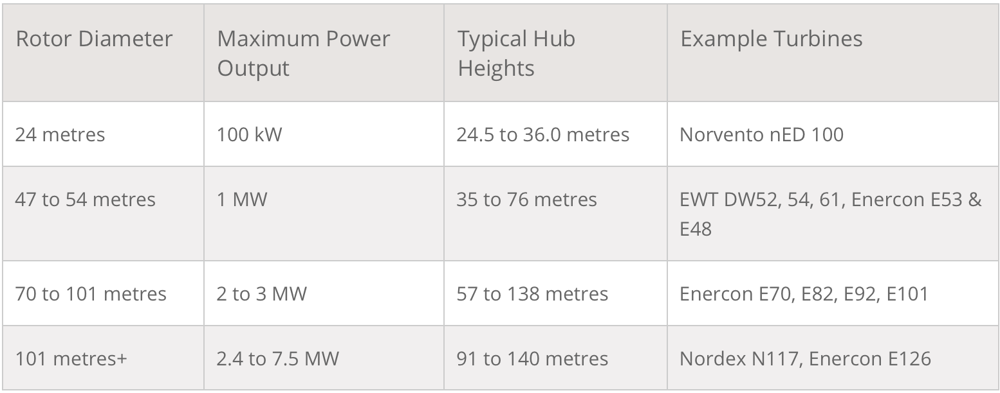 Rotor Diameter
Maximum Power
Output
Typical Hub
Heights
Example Turbines
24 metres
100 kW
24.5 to 36.0 metres
Norvento nED 100
47 to 54 metres
1 MW
35 to 76 metres
EWT DW52, 54, 61, Enercon E53 &
E48
70 to 101 metres
2 to 3 MW
57 to 138 metres
Enercon E70, E82, E92, E101
101 metres+
2.4 to 7.5 MW
91 to 140 metres
Nordex N117, Enercon E126